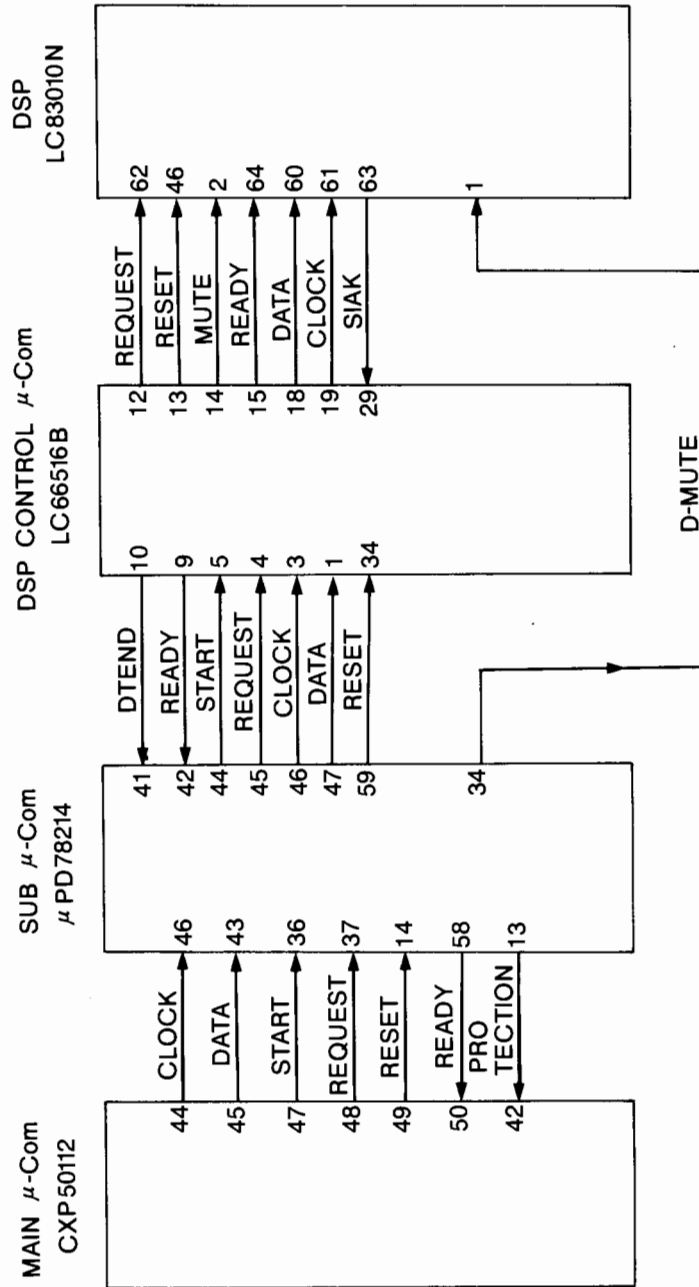 MAIN μ-Com
CXP50112
44
45
47
48
49
50
42
CLOCK
DATA
START
REQUEST
RESET
READY
PRO
TECTION
SUB μ-Com
μPD78214
46
43
36
37
14
58
13
41
42
44
45
46
47
59
34
DTEND
READY
START
REQUEST
CLOCK
DATA
RESET
DSP CONTROL μ-Com
LC66516B
10
9
5
4
3
1
34
12
13
14
15
18
19
29
REQUEST
RESET
MUTE
READY
DATA
CLOCK
SIAK
DSP
LC83010N
62
46
2
64
60
61
63
1
D-MUTE